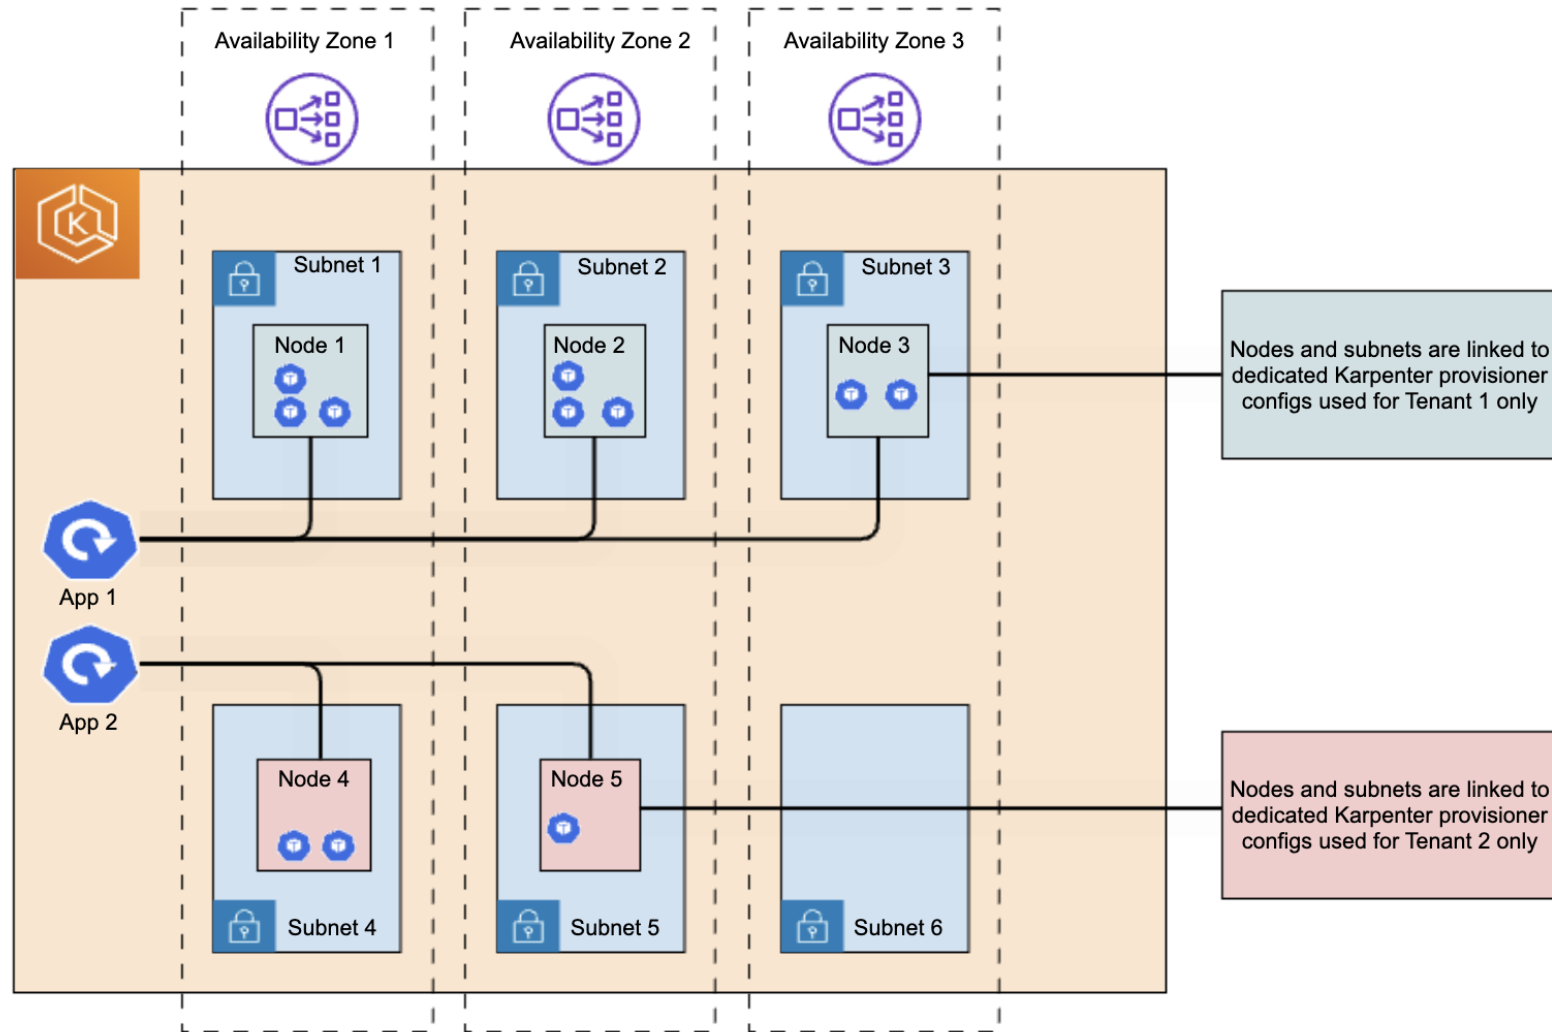 Availability Zone 1
Availability Zone 2
Availability Zone 3
K
Subnet 1
Subnet 2
Subnet 3
Node 1
Node 2
Node 3
Nodes and subnets are linked to
dedicated Karpenter provisioner
configs used for Tenant 1 only
App 1
App 2
Node 4
Node 5
Nodes and subnets are linked to
dedicated Karpenter provisioner
configs used for Tenant 2 only
Subnet 4
Subnet 5
Subnet 6